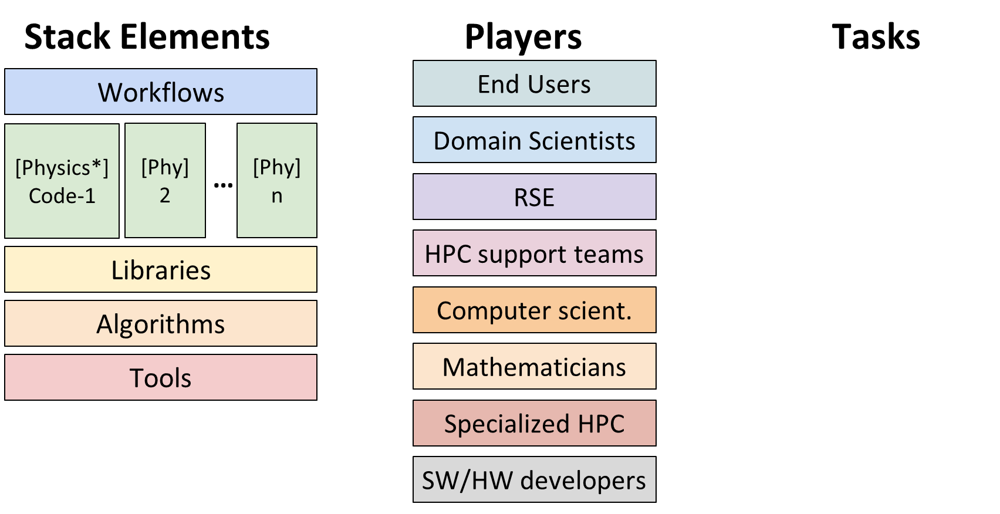 Stack Elements
Workflows
[Physics*]
Code-1
[Phy]
2
...
[Phy]
n
Libraries
Algorithms
Tools
Players
End Users
Domain Scientists
RSE
HPC support teams
Computer scient.
Mathematicians
Specialized HPC
SW/HW developers
Tasks